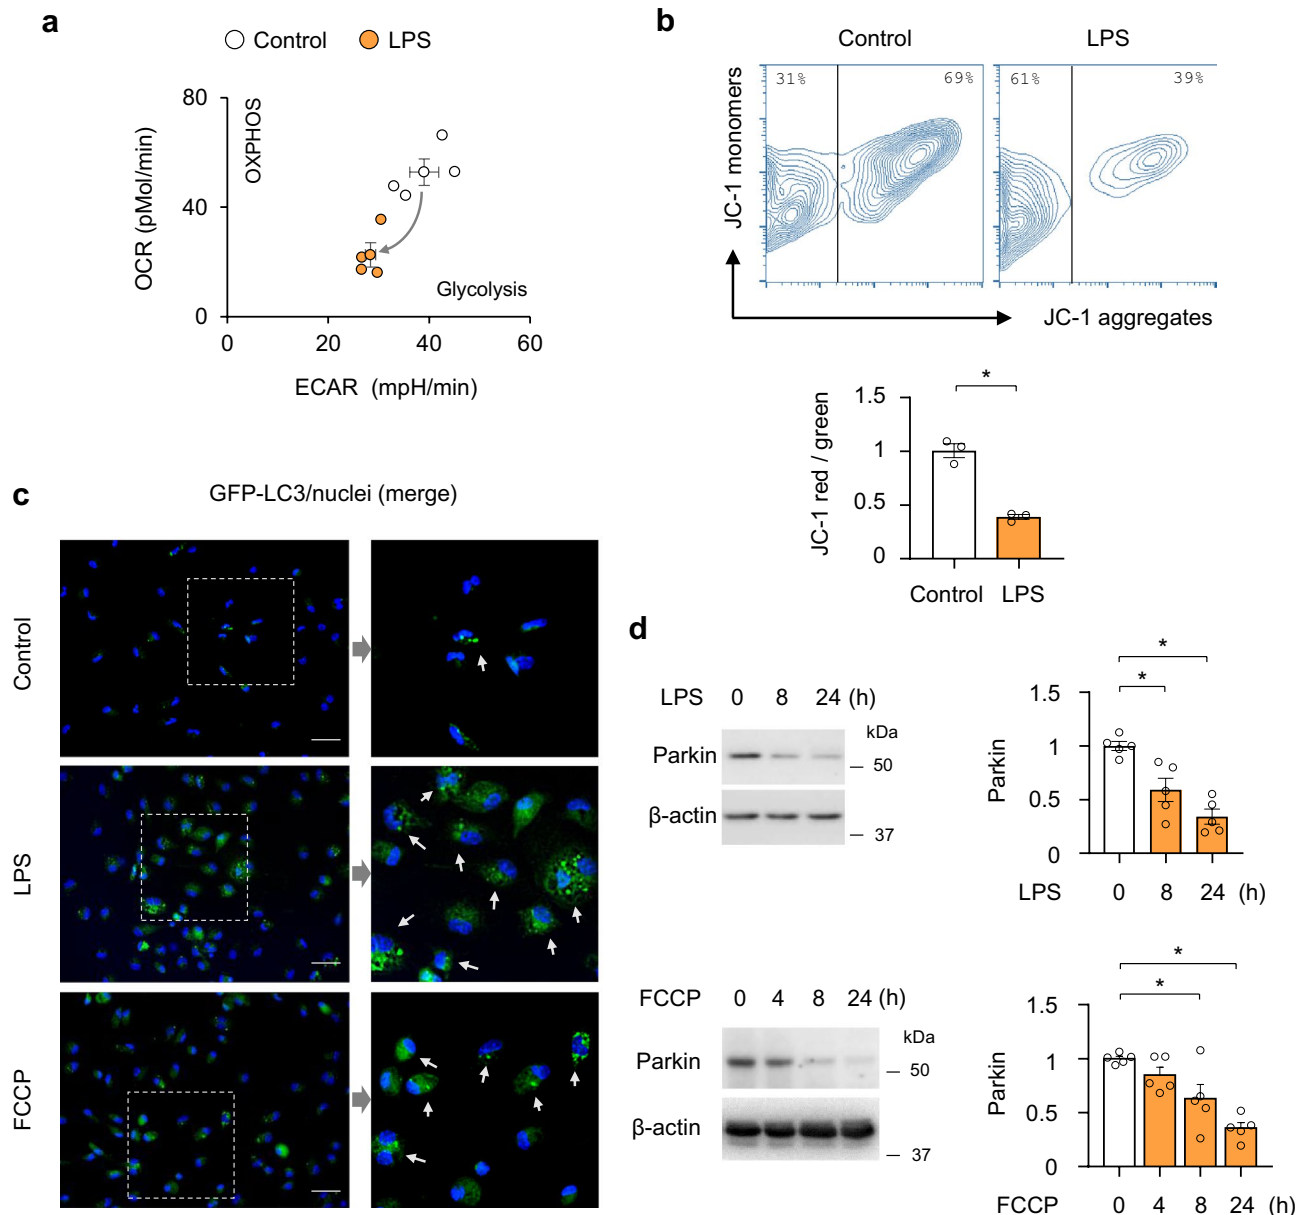 a
Control LPS
80
40
0
OCR (pMol/min)
OXPHOS
Glycolysis
0 20 40 60
ECAR (mpH/min)
b
Control LPS
31% 69% 61% 39%
JC-1 monomers
JC-1 aggregates
*
1.5
1
0.5
0
JC-1 red / green
Control LPS
c
GFP-LC3/nuclei (merge)
Control
LPS
FCCP
d
LPS 0 8 24 (h)
kDa
Parkin
50
β-actin
37
* 
*
1.5
1
0.5
0
Parkin
LPS 0 8 24 (h)
FCCP 0 4 8 24 (h)
kDa
Parkin
50
β-actin
37
*
*
1.5
1
0.5
0
Parkin
FCCP 0 4 8 24 (h)